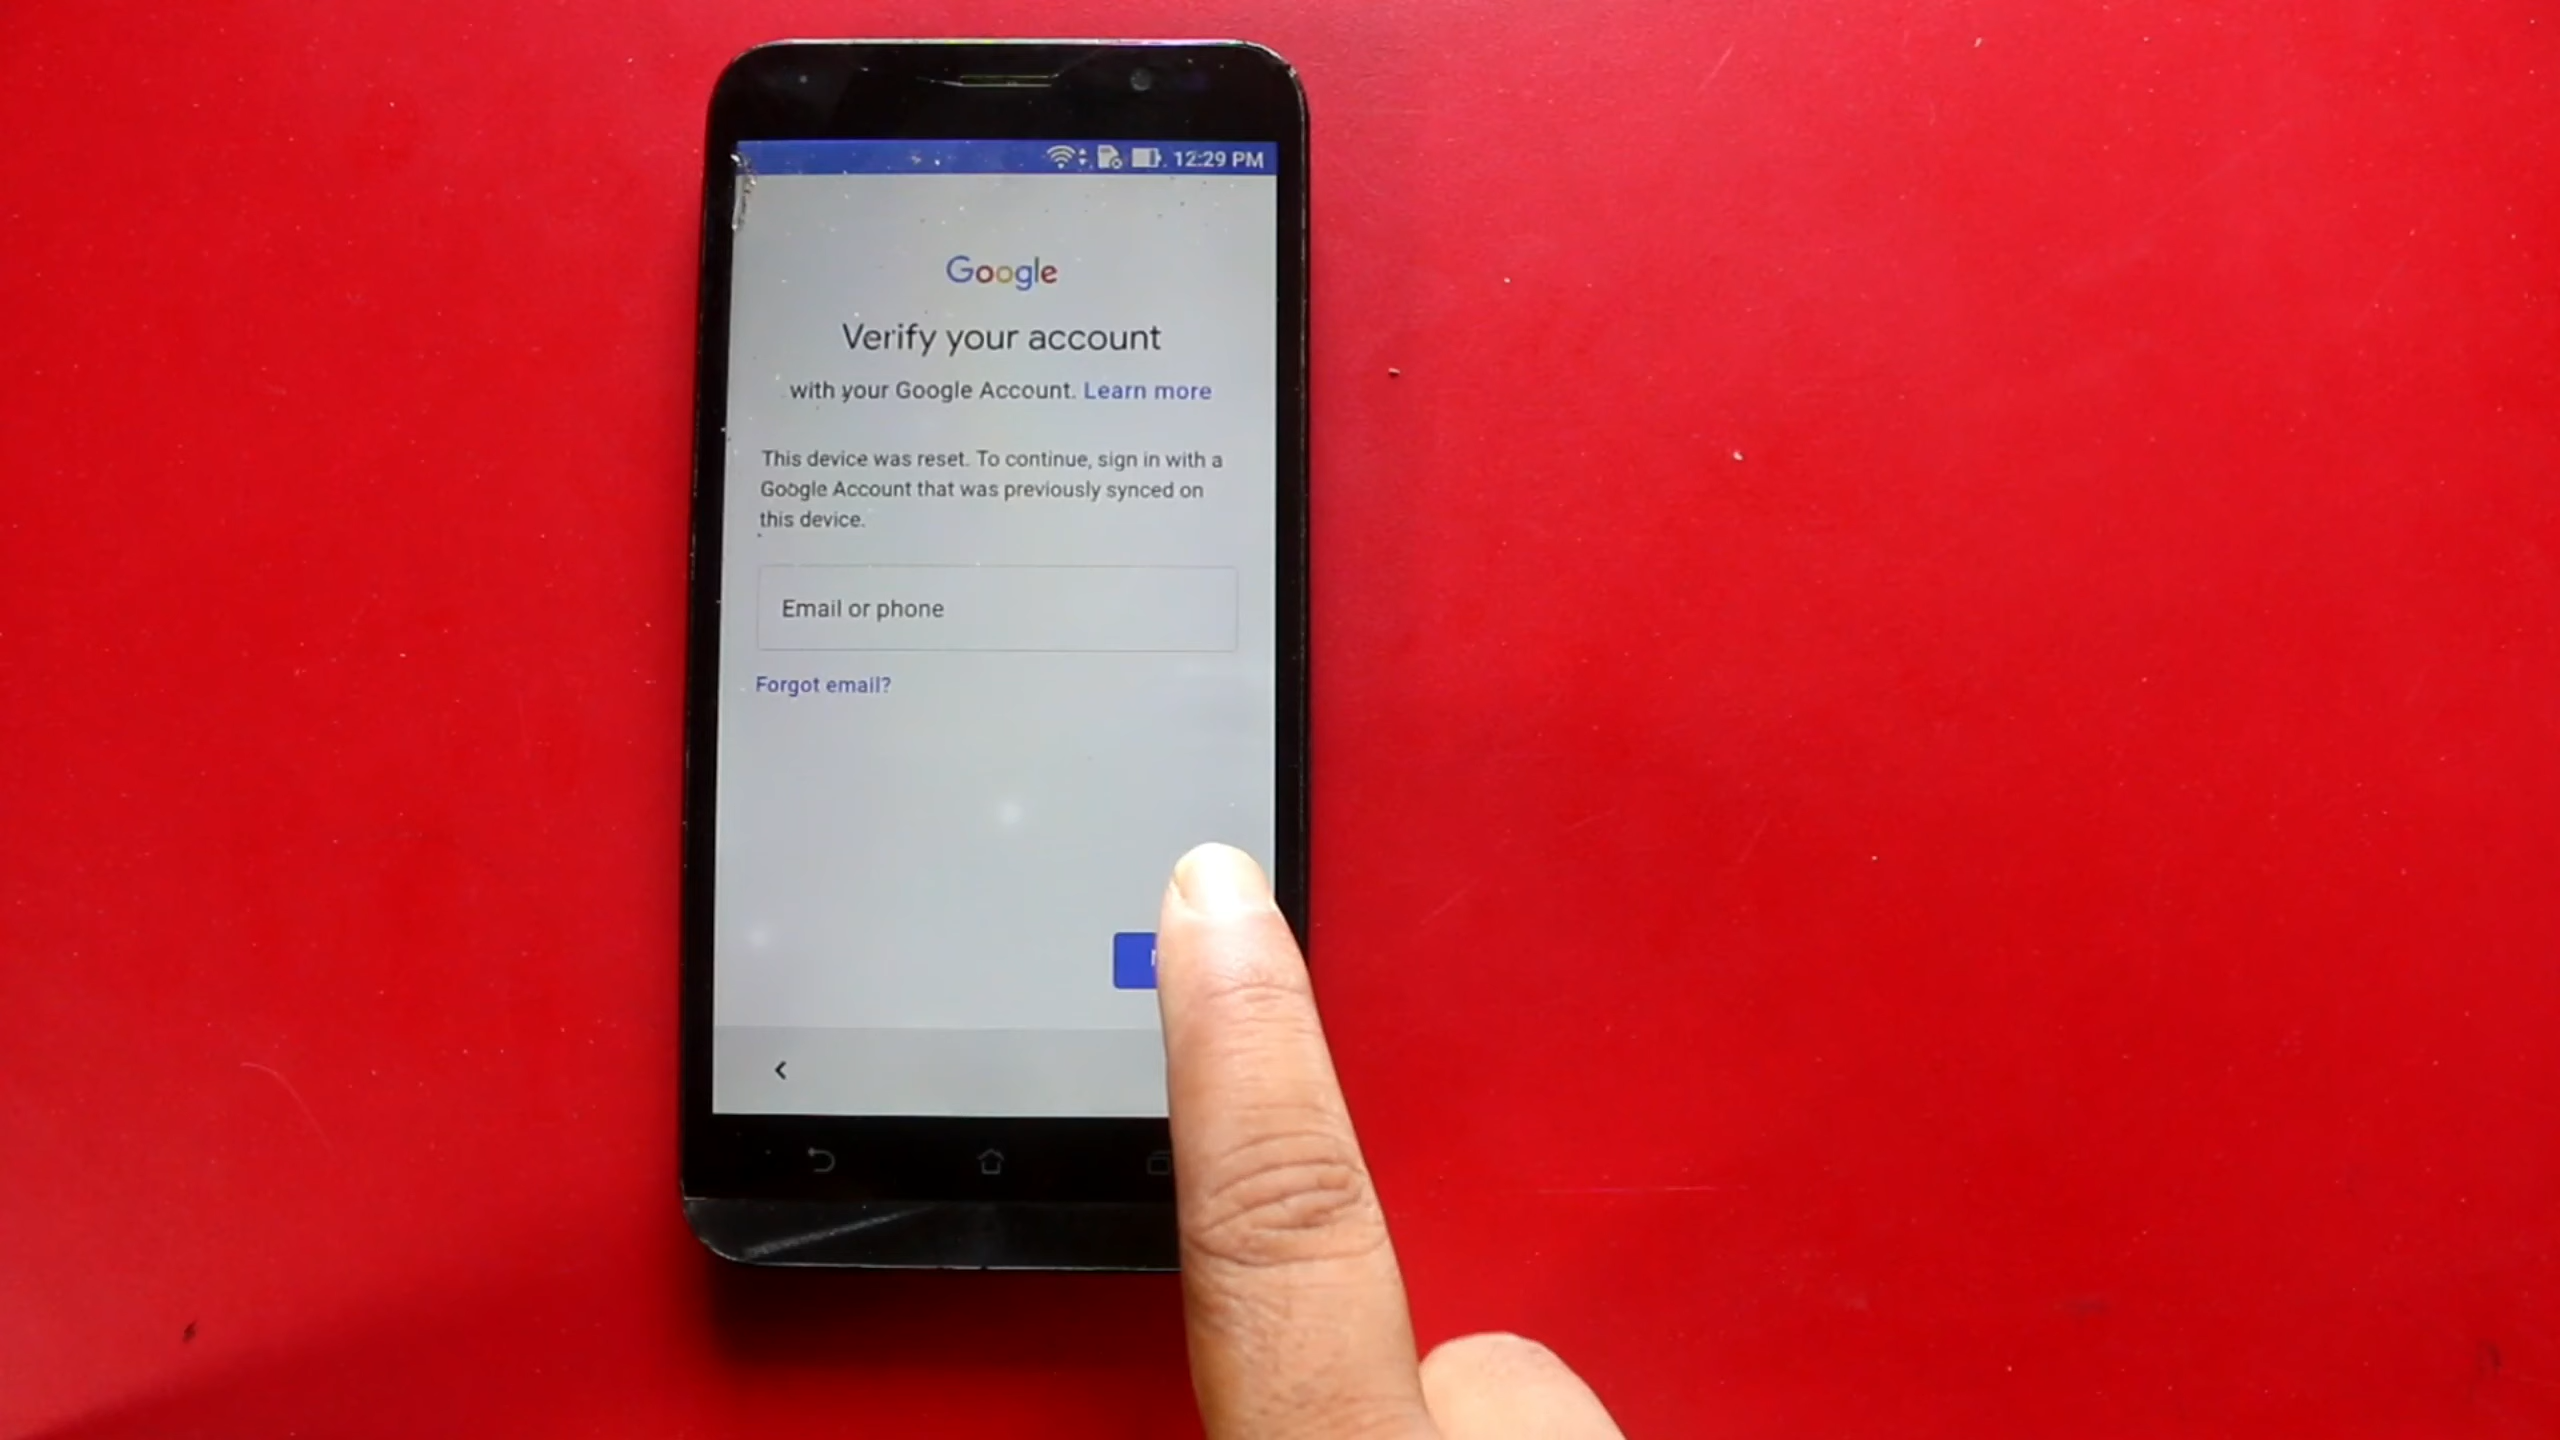 12:29 PM
Google
Verify your account
with your Google Account. Learn more
This device was reset. To continue, sign in with a
Google Account that was previously synced on
this device.
Email or phone
Forgot email?